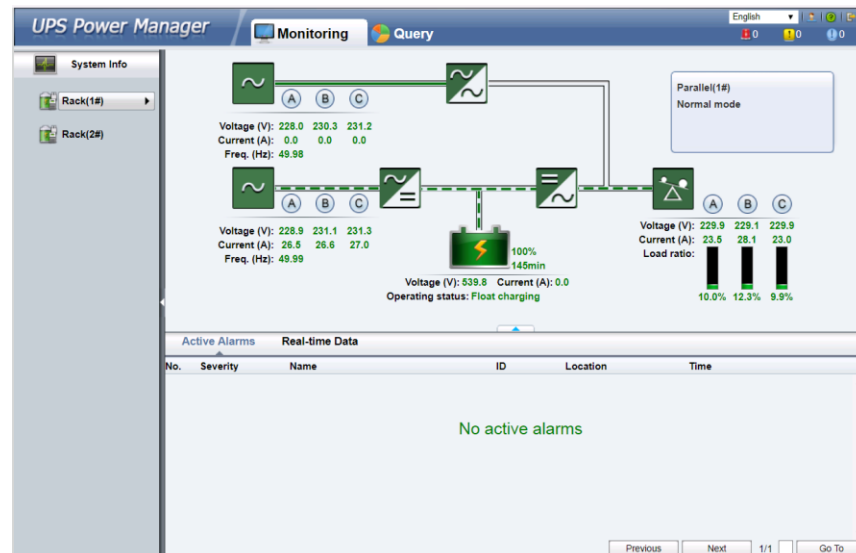 UPS Power Manager
Monitoring
Query
English
0
0
0
System Info
Rack(1#)
Rack(2#)
A B C
Voltage (V): 228.0 230.3 231.2
Current (A): 0.0 0.0 0.0
Freq. (Hz): 49.98
Parallel(1#)
Normal mode
A B C
Voltage (V): 228.9 231.1 231.3
Current (A): 26.5 26.6 27.0
Freq. (Hz): 49.99
100%
145min
Voltage (V): 539.8 Current (A): 0.0
Operating status: Float charging
A B C
Voltage (V): 229.9 229.1 229.9
Current (A): 23.5 28.1 23.0
Load ratio:
10.0% 12.3% 9.9%
Active Alarms Real-time Data
No. Severity Name ID Location Time
No active alarms
Previous Next 1/1 Go To